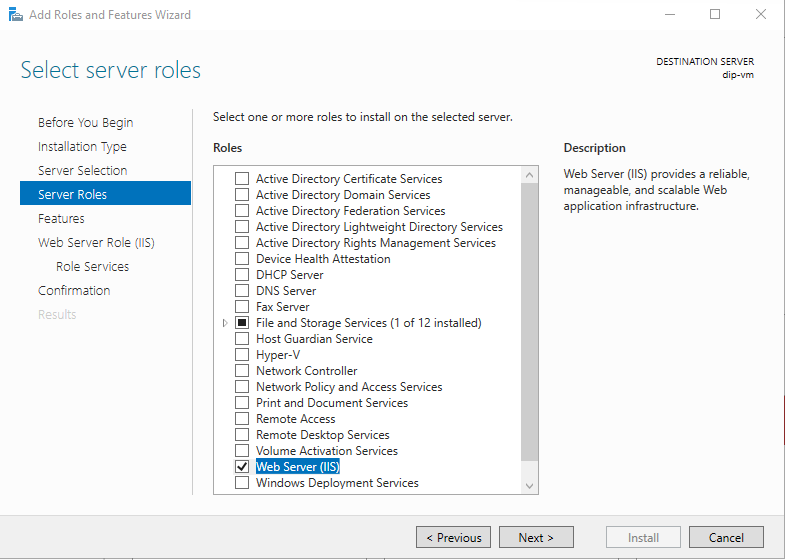 Add Roles and Features Wizard
Select server roles
DESTINATION SERVER
dip-vm
Before You Begin
Installation Type
Server Selection
Server Roles
Features
Web Server Role (IIS)
Role Services
Confirmation
Results
Select one or more roles to install on the selected server.
Roles
Active Directory Certificate Services
Active Directory Domain Services
Active Directory Federation Services
Active Directory Lightweight Directory Services
Active Directory Rights Management Services
Device Health Attestation
DHCP Server
DNS Server
Fax Server
File and Storage Services (1 of 12 installed)
Host Guardian Service
Hyper-V
Network Controller
Network Policy and Access Services
Print and Document Services
Remote Access
Remote Desktop Services
Volume Activation Services
Web Server (IIS)
Windows Deployment Services
Description
Web Server (IIS) provides a reliable,
manageable, and scalable Web
application infrastructure.
< Previous
Next >
Install
Cancel